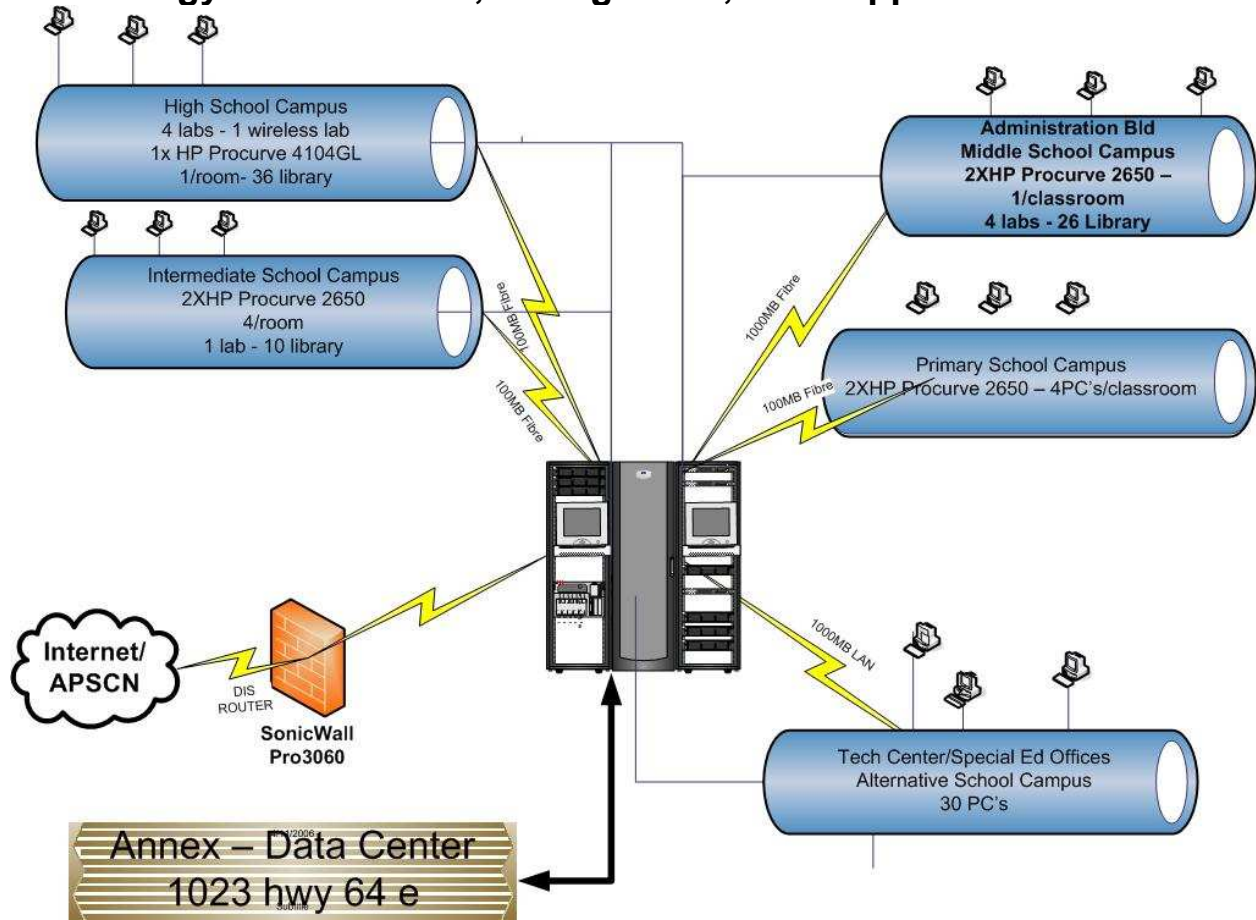 High School Campus
4 labs - 1 wireless lab
1x HP Procurve 4104GL
1/room- 36 library
Administration Bld
Middle School Campus
2XHP Procurve 2650 –
1/classroom
4 labs - 26 Library
Intermediate School Campus
2XHP Procurve 2650
4/room
1 lab - 10 library
100MB Fibre
100MB Fibre
1000MB Fibre
Primary School Campus
2XHP Procurve 2650 – 4PC's/classroom
100MB Fibre
1000MB LAN
Internet/
APSCN
DIS
ROUTER
SonicWall
Pro3060
Tech Center/Special Ed Offices
Alternative School Campus
30 PC's
Annex – Data Center
1023 hwy 64 e